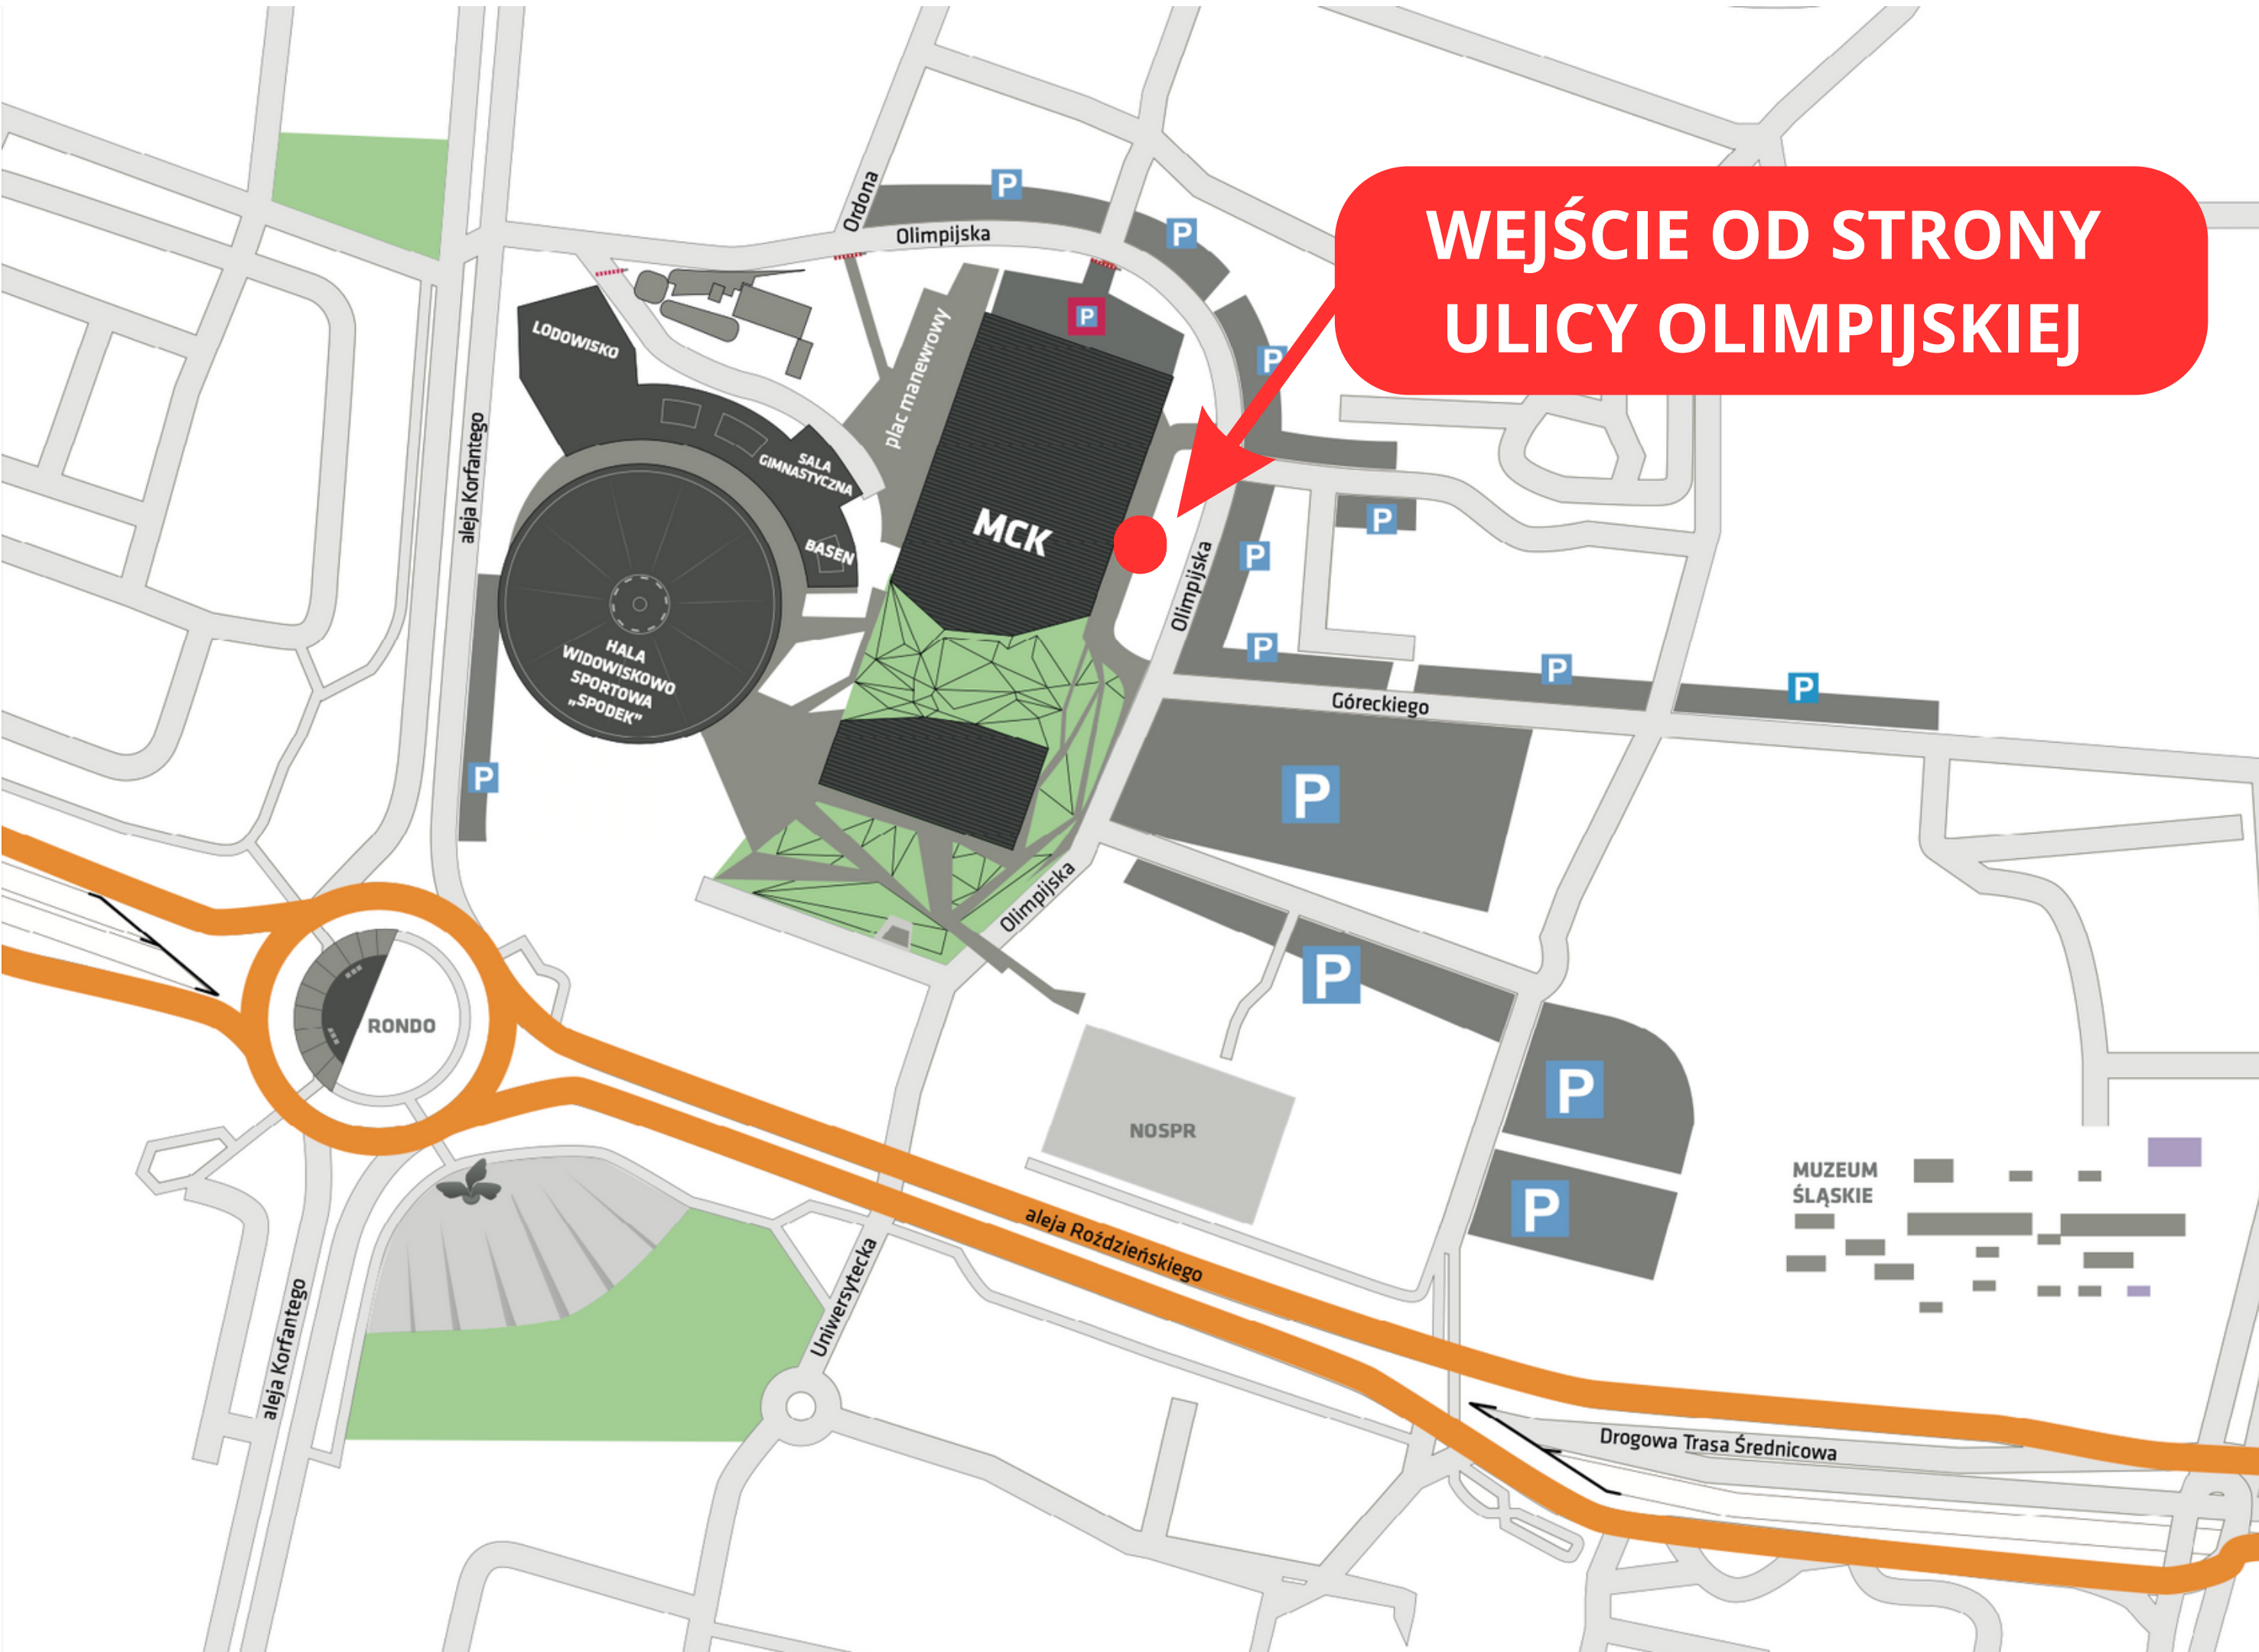 WEJŚCIE OD STRONY
ULICY OLIMPIJSKIEJ
P
Ordona
Olimpijska
P
P
P
LODOWISKO
plac manewrowy
aleja Korfantego
SALA
GIMNASTYCZNA
BASEN
MCK
P
P
Olimpijska
P
P
P
HALA
WIDOWISKOWO
SPORTOWA
„SPODEK”
Góreckiego
P
P
Olimpijska
P
RONDO
P
NOSPR
MUZEUM
ŚLĄSKIE
P
aleja Roździeńskiego
Uniwersytecka
aleja Korfantego
Drogowa Trasa Średnicowa